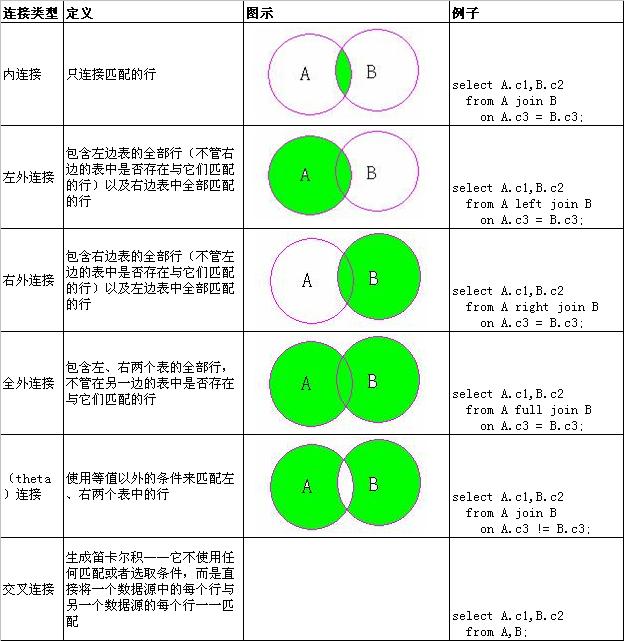 连接类型 定义 图示 例子
内连接 只连接匹配的行
A B
select A.c1,B.c2
from A join B
on A.c3 = B.c3;
左外连接
包含左边表的全部行（不管右
边的表中是否存在与它们匹配
的行）以及右边表中全部匹配
的行
A B
select A.c1,B.c2
from A left join B
on A.c3 = B.c3;
右外连接
包含右边表的全部行（不管左
边的表中是否存在与它们匹配
的行）以及左边表中全部匹配
的行
A B
select A.c1,B.c2
from A right join B
on A.c3 = B.c3;
全外连接
包含左、右两个表的全部行，
不管在另一边的表中是否存在
与它们匹配的行
A B
select A.c1,B.c2
from A full join B
on A.c3 = B.c3;
（theta
）连接
使用等值以外的条件来匹配左
、右两个表中的行
A B
select A.c1,B.c2
from A join B
on A.c3 != B.c3;
交叉连接
生成笛卡尔积——它不使用任
何匹配或者选取条件，而是直
接将一个数据源中的每个行与
另一个数据源的每个行一一匹
配
select A.c1,B.c2
from A,B;